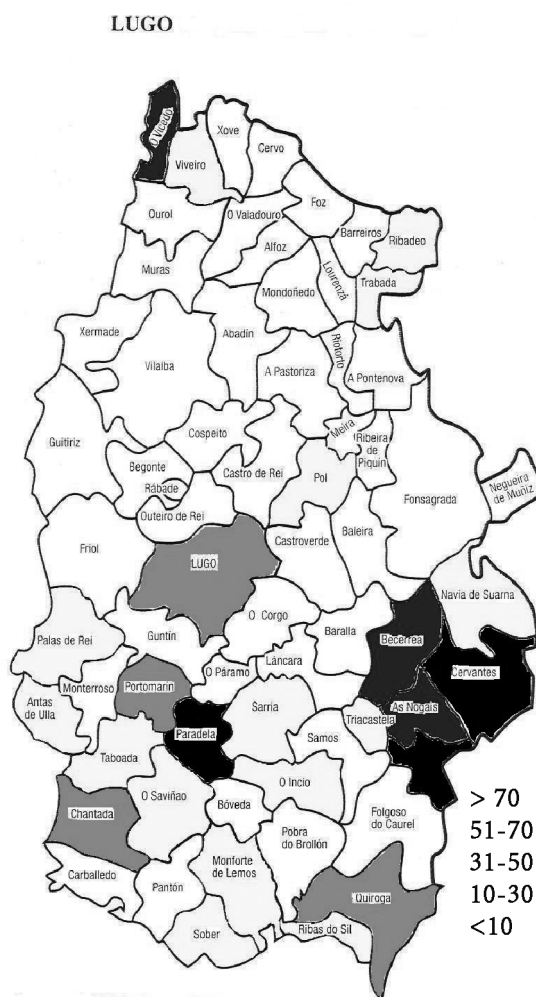 LUGO
O Vicedo
Xove
Cervo
Viveiro
Foz
Ourol
O Valadouro
Barreiros
Ribadeo
Alfoz
Lourenzá
Muras
Mondoñedo
Trabada
Xermade
Abadín
Riotorto
Vilalba
A Pastoriza
A Pontenova
Meira
Cospeito
Guitiriz
Ribeira de Piquín
Begonte
Castro de Rei
Pol
Negueira de Muñiz
Rábade
Fonsagrada
Outeiro de Rei
Baleira
Castroverde
Friol
LUGO
Navia de Suarna
O Corgo
Baralla
Becerrea
Palas de Rei
Guntín
Láncara
O Páramo
Cervantes
Monterroso
Portomarín
Antas de Ulla
Sarria
Triacastela
As Nogais
Paradela
Samos
Taboada
O Incio
O Saviñao
Bóveda
Chantada
Folgoso do Caurel
Pobra do Brollón
Carballedo
Monforte de Lemos
Pantón
Quiroga
Sober
Ribas do Sil
> 70
51-70
31-50
10-30
<10